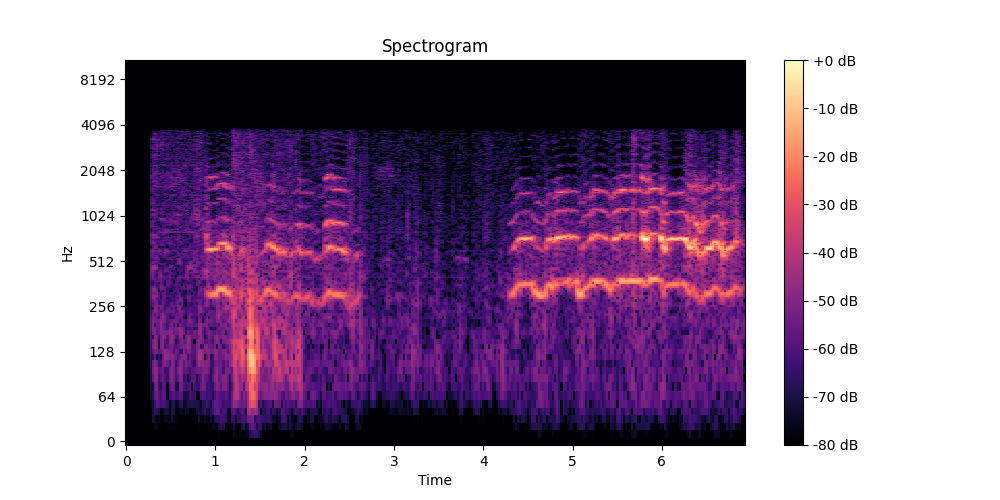 Spectrogram
8192
4096
2048
1024
512
256
128
64
0
Hz
0 1 2 3 4 5 6
Time
+0 dB
-10 dB
-20 dB
-30 dB
-40 dB
-50 dB
-60 dB
-70 dB
-80 dB